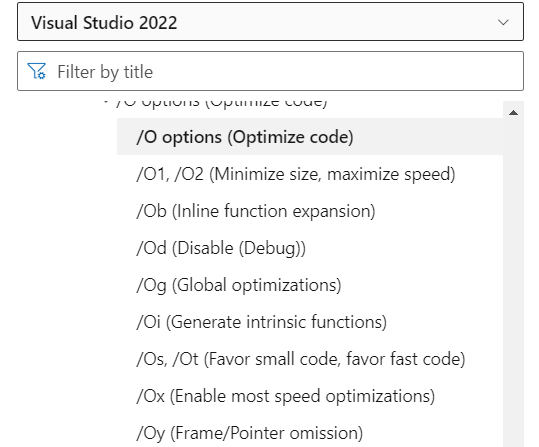 Visual Studio 2022
Filter by title
/O options (Optimize code)
/O options (Optimize code)
/O1, /O2 (Minimize size, maximize speed)
/Ob (Inline function expansion)
/Od (Disable (Debug))
/Og (Global optimizations)
/Oi (Generate intrinsic functions)
/Os, /Ot (Favor small code, favor fast code)
/Ox (Enable most speed optimizations)
/Oy (Frame/Pointer omission)